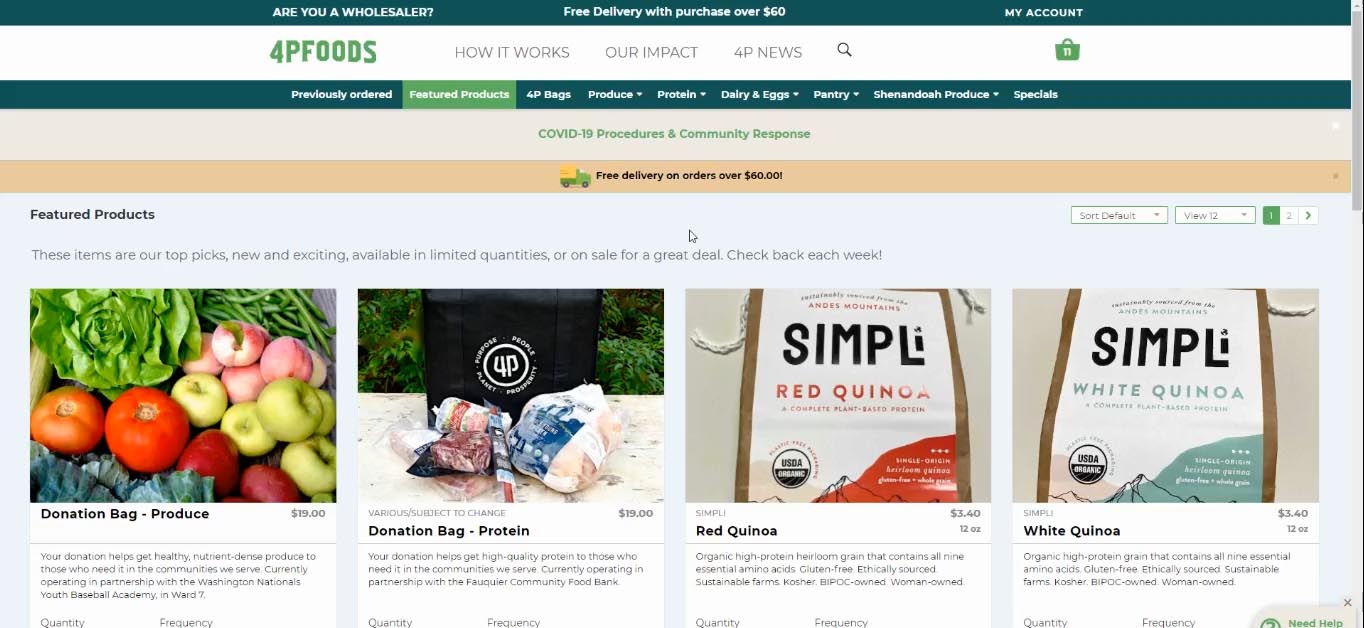 ARE YOU A WHOLESALER? Free Delivery with purchase over $60 MY ACCOUNT
4PFOODS HOW IT WORKS OUR IMPACT 4P NEWS 11
Previously ordered Featured Products 4P Bags Produce Protein Dairy & Eggs Pantry Shenandoah Produce Specials
COVID-19 Procedures & Community Response
Free delivery on orders over $60.00!
Featured Products Sort Default View 12 1 2
These items are our top picks, new and exciting, available in limited quantities, or on sale for a great deal. Check back each week!
PURPOSE · PEOPLE · PROSPERITY · PLANET
4P
sustainably sourced from the
ANDES MOUNTAINS
SIMPLi
RED QUINOA
A COMPLETE PLANT-BASED PROTEIN
PLASTIC FREE PACKAGING
USDA
ORGANIC
SINGLE-ORIGIN
heirloom quinoa
gluten-free + whole grain
sustainably sourced from the
ANDES MOUNTAINS
SIMPLi
WHITE QUINOA
A COMPLETE PLANT-BASED PROTEIN
PLASTIC FREE PACKAGING
USDA
ORGANIC
SINGLE-ORIGIN
heirloom quinoa
gluten-free + whole grain
Donation Bag - Produce $19.00
Your donation helps get healthy, nutrient-dense produce to
those who need it in the communities we serve. Currently
operating in partnership with the Washington Nationals
Youth Baseball Academy, in Ward 7.
Quantity Frequency
VARIOUS/SUBJECT TO CHANGE $19.00
Donation Bag - Protein
Your donation helps get high-quality protein to those who
need it in the communities we serve. Currently operating in
partnership with the Fauquier Community Food Bank.
Quantity Frequency
SIMPLI $3.40
Red Quinoa 12 oz
Organic high-protein heirloom grain that contains all nine
essential amino acids. Gluten-free. Ethically sourced.
Sustainable farms. Kosher. BIPOC-owned. Woman-owned.
Quantity Frequency
SIMPLI $3.40
White Quinoa 12 oz
Organic high-protein grain that contains all nine essential
amino acids. Gluten-free. Ethically sourced. Sustainable
farms. Kosher. BIPOC-owned. Woman-owned.
Quantity Frequency
? Need Help